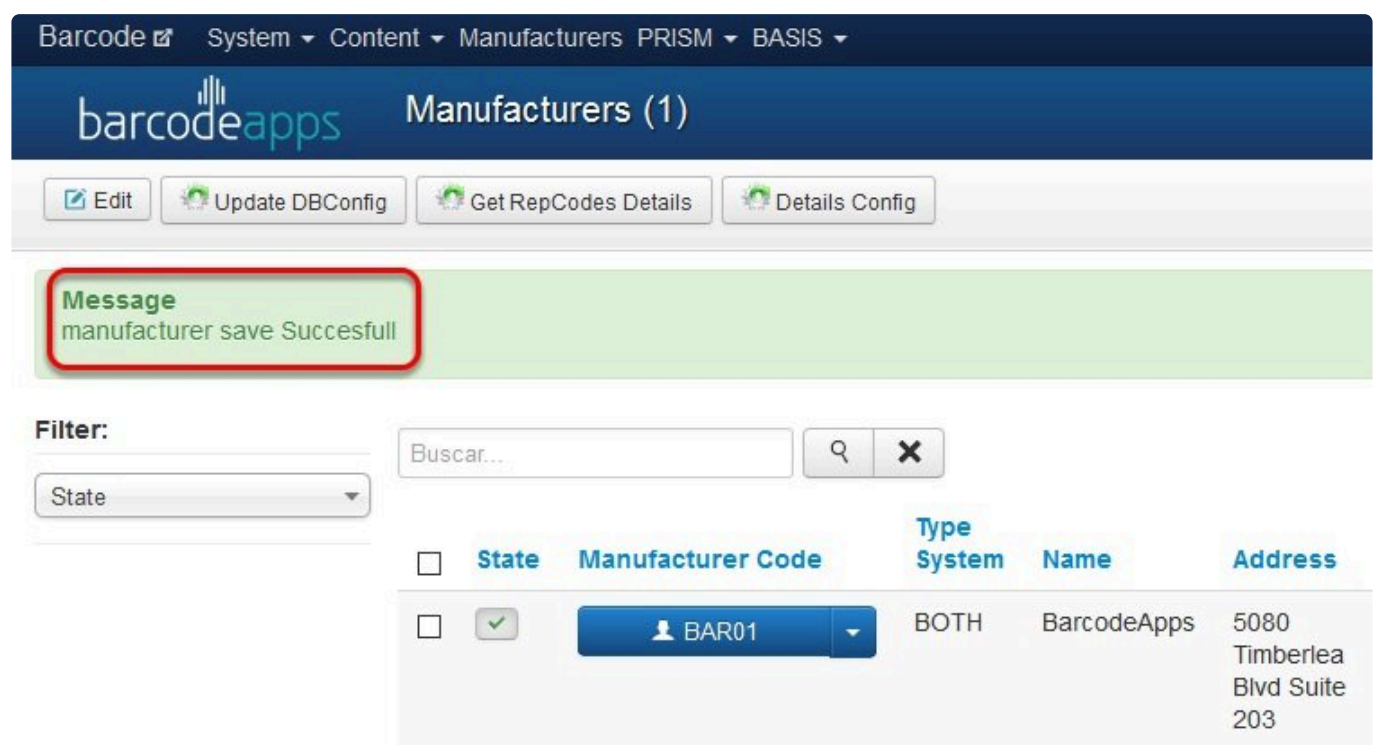 Barcode System Content Manufacturers PRISM BASIS
barcodeapps Manufacturers (1)
Edit Update DBConfig Get RepCodes Details Details Config
Message
manufacturer save Succesfull
Filter:
Buscar...
State
Type
State Manufacturer Code System Name Address
BAR01 BOTH BarcodeApps 5080
Timberlea
Blvd Suite
203